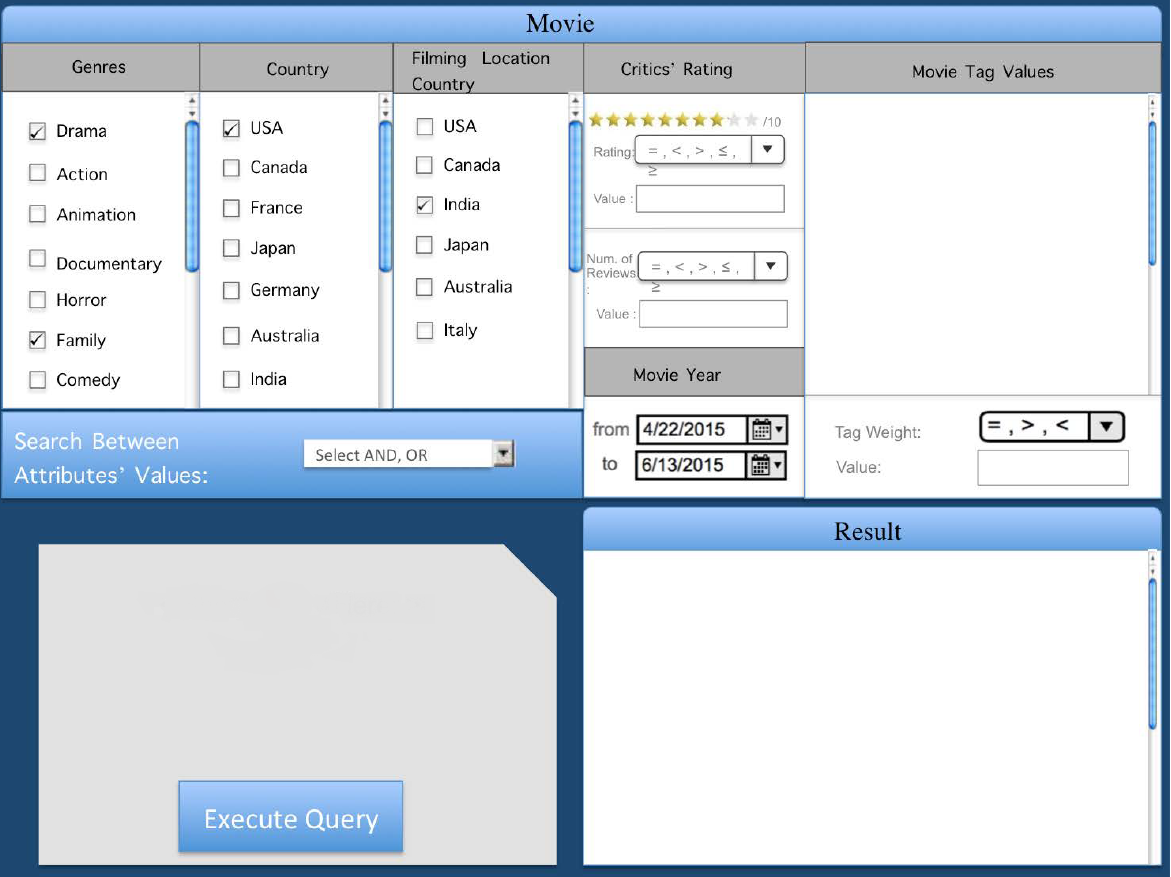 Movie
Genres
Country
Filming Location
Country
Critics' Rating
Movie Tag Values
Drama
Action
Animation
Documentary
Horror
Family
Comedy
USA
Canada
France
Japan
Germany
Australia
India
USA
Canada
India
Japan
Australia
Italy
/10
Rating: = , < , > , ≤ ,
≥
Value :
Num. of
Reviews = , < , > , ≤ ,
: ≥
Value :
Movie Year
from 4/22/2015
to 6/13/2015
Tag Weight: = , > , <
Value:
Search Between
Attributes' Values:
Select AND, OR
Execute Query
Result